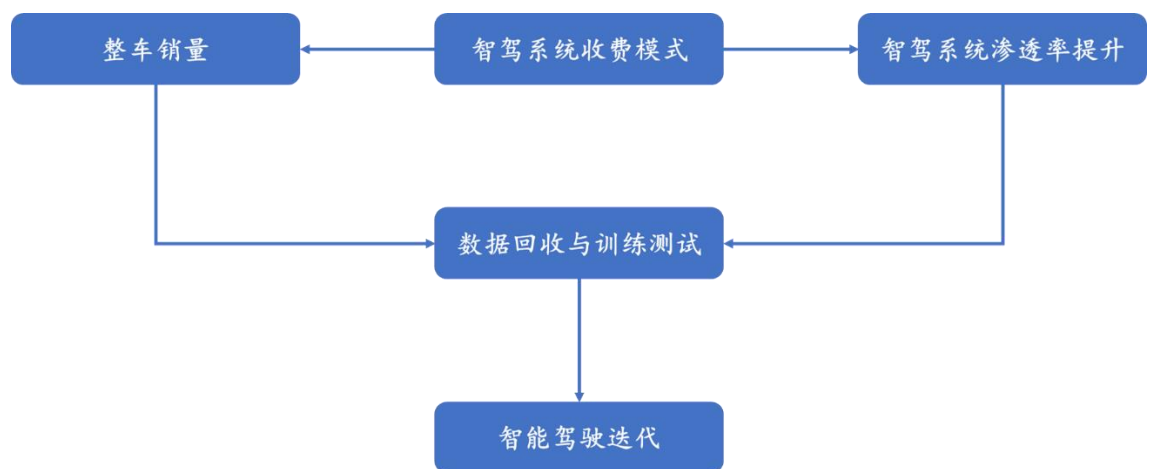 整车销量
智驾系统收费模式
智驾系统渗透率提升
数据回收与训练测试
智能驾驶迭代